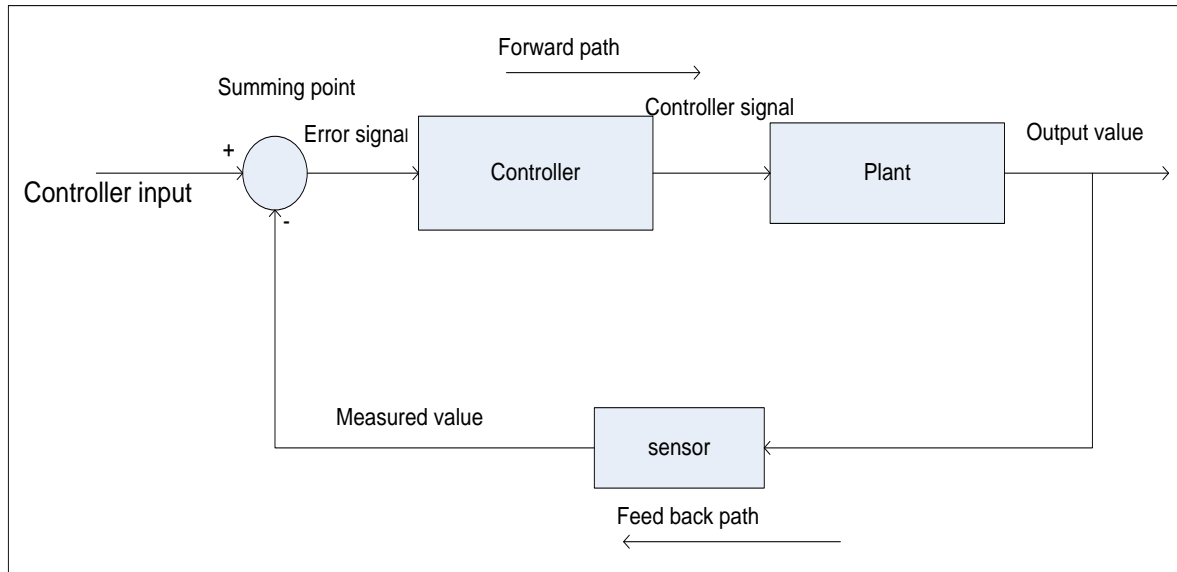 Forward path
Summing point
Controller signal
Error signal
+
Controller
Plant
Output value
Controller input
-
Measured value
sensor
Feed back path